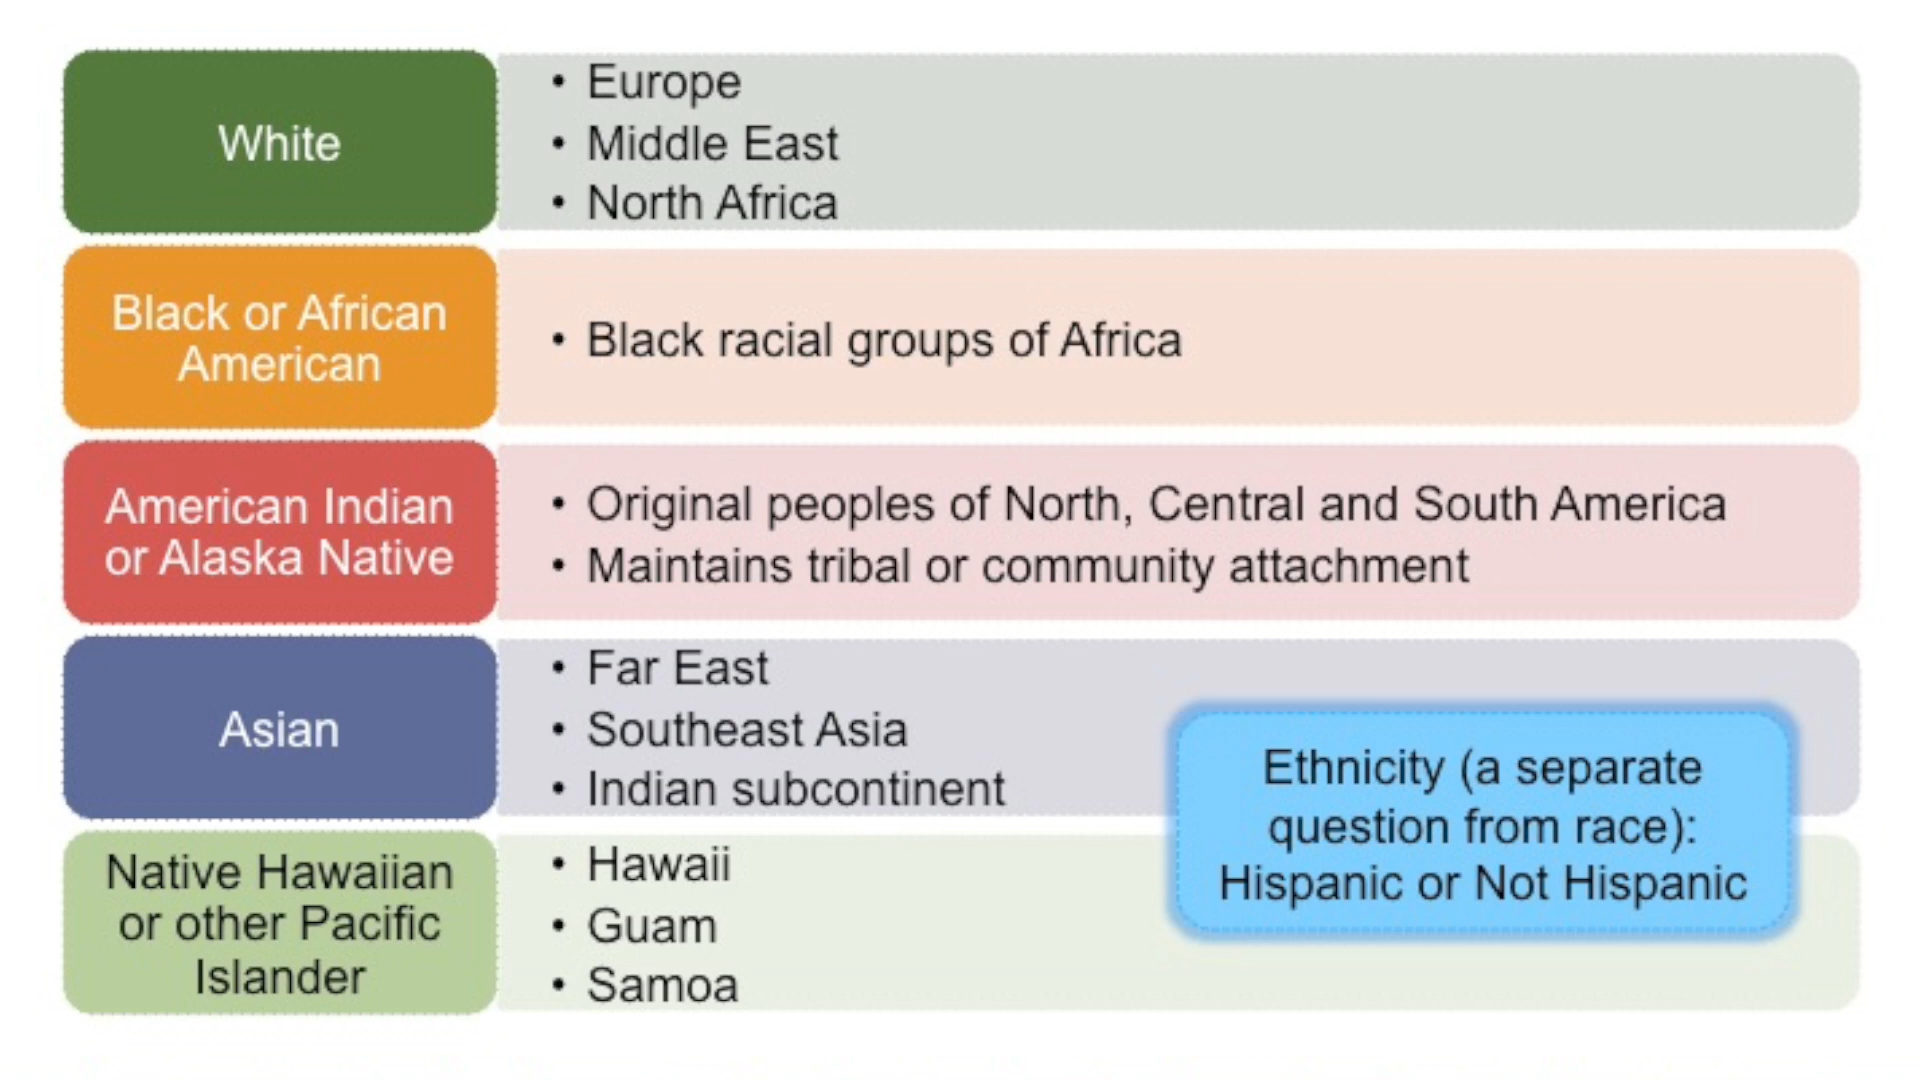 White
• Europe
• Middle East
• North Africa
Black or African
American
• Black racial groups of Africa
American Indian
or Alaska Native
• Original peoples of North, Central and South America
• Maintains tribal or community attachment
Asian
• Far East
• Southeast Asia
• Indian subcontinent
Native Hawaiian
or other Pacific
Islander
• Hawaii
• Guam
• Samoa
Ethnicity (a separate
question from race):
Hispanic or Not Hispanic